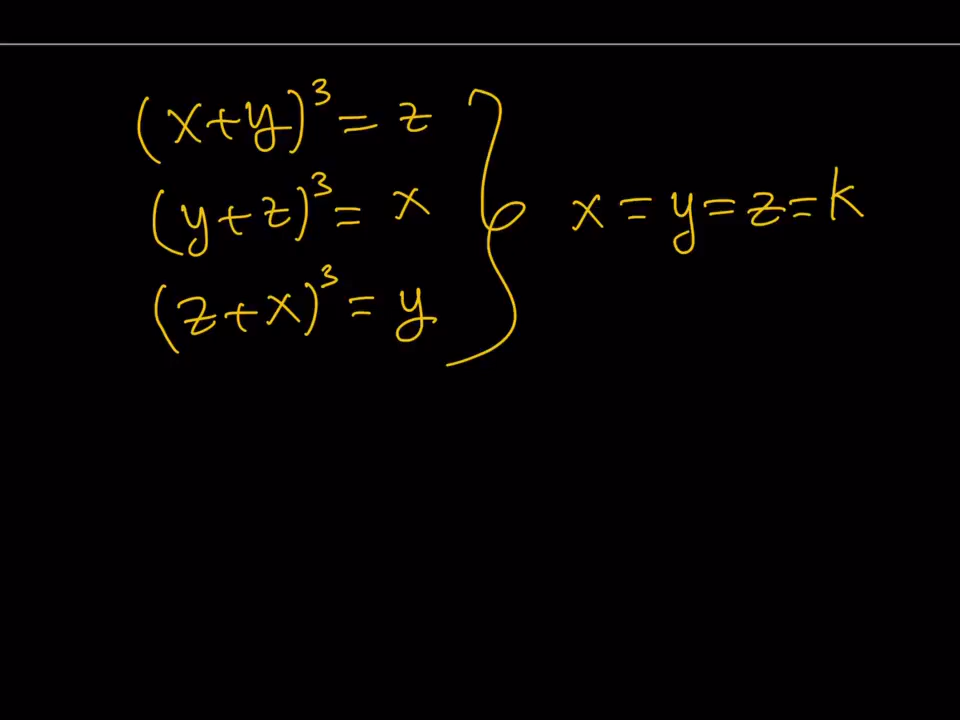 (x+y)³ = z
(y+z)³ = x
x = y = z = k
(z+x)³ = y